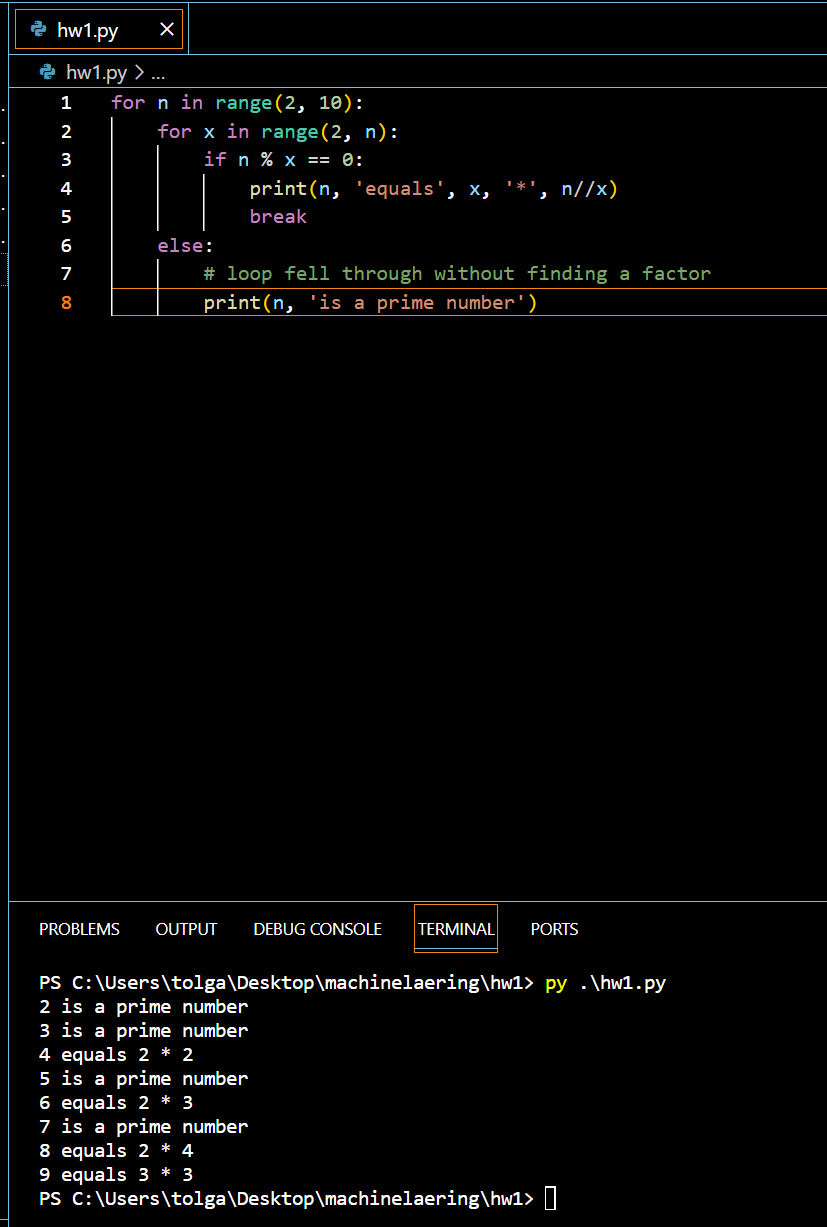 hw1.py
hw1.py > ...
1 for n in range(2, 10):
2     for x in range(2, n):
3         if n % x == 0:
4             print(n, 'equals', x, '*', n//x)
5             break
6     else:
7         # loop fell through without finding a factor
8         print(n, 'is a prime number')
PROBLEMS OUTPUT DEBUG CONSOLE TERMINAL PORTS
PS C:\Users\tolga\Desktop\machinelaering\hw1> py .\hw1.py
2 is a prime number
3 is a prime number
4 equals 2 * 2
5 is a prime number
6 equals 2 * 3
7 is a prime number
8 equals 2 * 4
9 equals 3 * 3
PS C:\Users\tolga\Desktop\machinelaering\hw1>